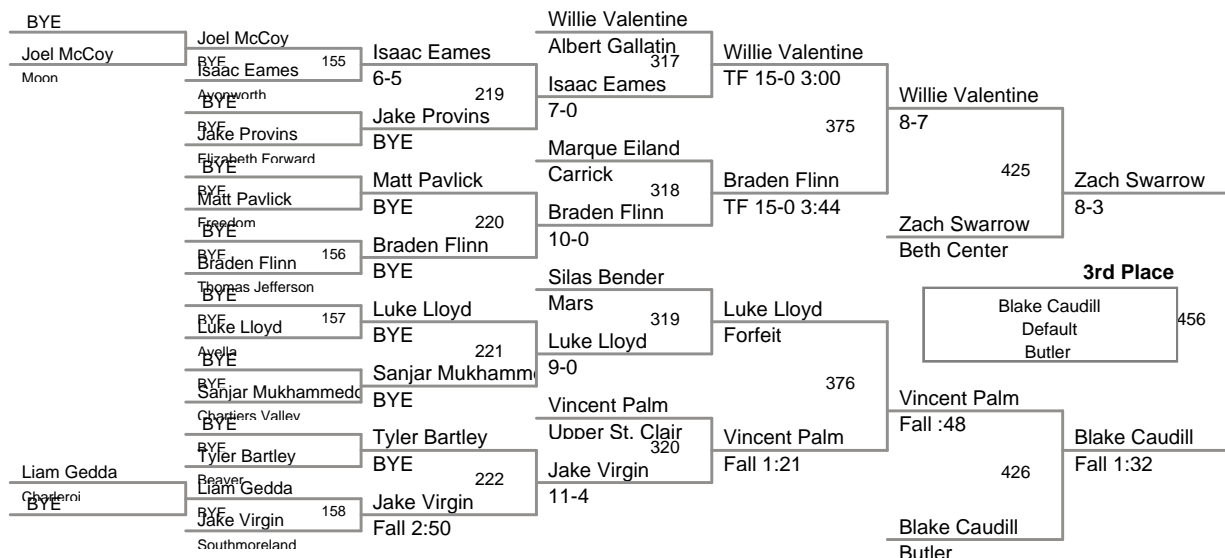 BYE
Joel McCoy
Moon
Liam Gedda
Charleroi
BYE
Joel McCoy
BYE
155
Isaac Eames
Avonworth
BYE
BYE
Jake Provins
Elizabeth Forward
BYE
BYE
Matt Pavlick
Freedom
BYE
BYE
156
Braden Flinn
Thomas Jefferson
BYE
BYE
157
Luke Lloyd
Avella
BYE
BYE
Sanjar Mukhammedo
Chartiers Valley
BYE
BYE
Tyler Bartley
Beaver
Liam Gedda
BYE
158
Jake Virgin
Southmoreland
Isaac Eames
6-5
219
Jake Provins
BYE
Matt Pavlick
BYE
220
Braden Flinn
BYE
Luke Lloyd
BYE
221
Sanjar Mukhamm
BYE
Tyler Bartley
BYE
222
Jake Virgin
Fall 2:50
Willie Valentine
Albert Gallatin
317
Isaac Eames
7-0
Marque Eiland
Carrick
318
Braden Flinn
10-0
Silas Bender
Mars
319
Luke Lloyd
9-0
Vincent Palm
Upper St. Clair
320
Jake Virgin
11-4
Willie Valentine
TF 15-0 3:00
375
Braden Flinn
TF 15-0 3:44
Luke Lloyd
Forfeit
376
Vincent Palm
Fall 1:21
Willie Valentine
8-7
425
Zach Swarrow
Beth Center
Vincent Palm
Fall :48
426
Blake Caudill
Butler
Zach Swarrow
8-3
3rd Place
Blake Caudill
Default
Butler
456
Blake Caudill
Fall 1:32